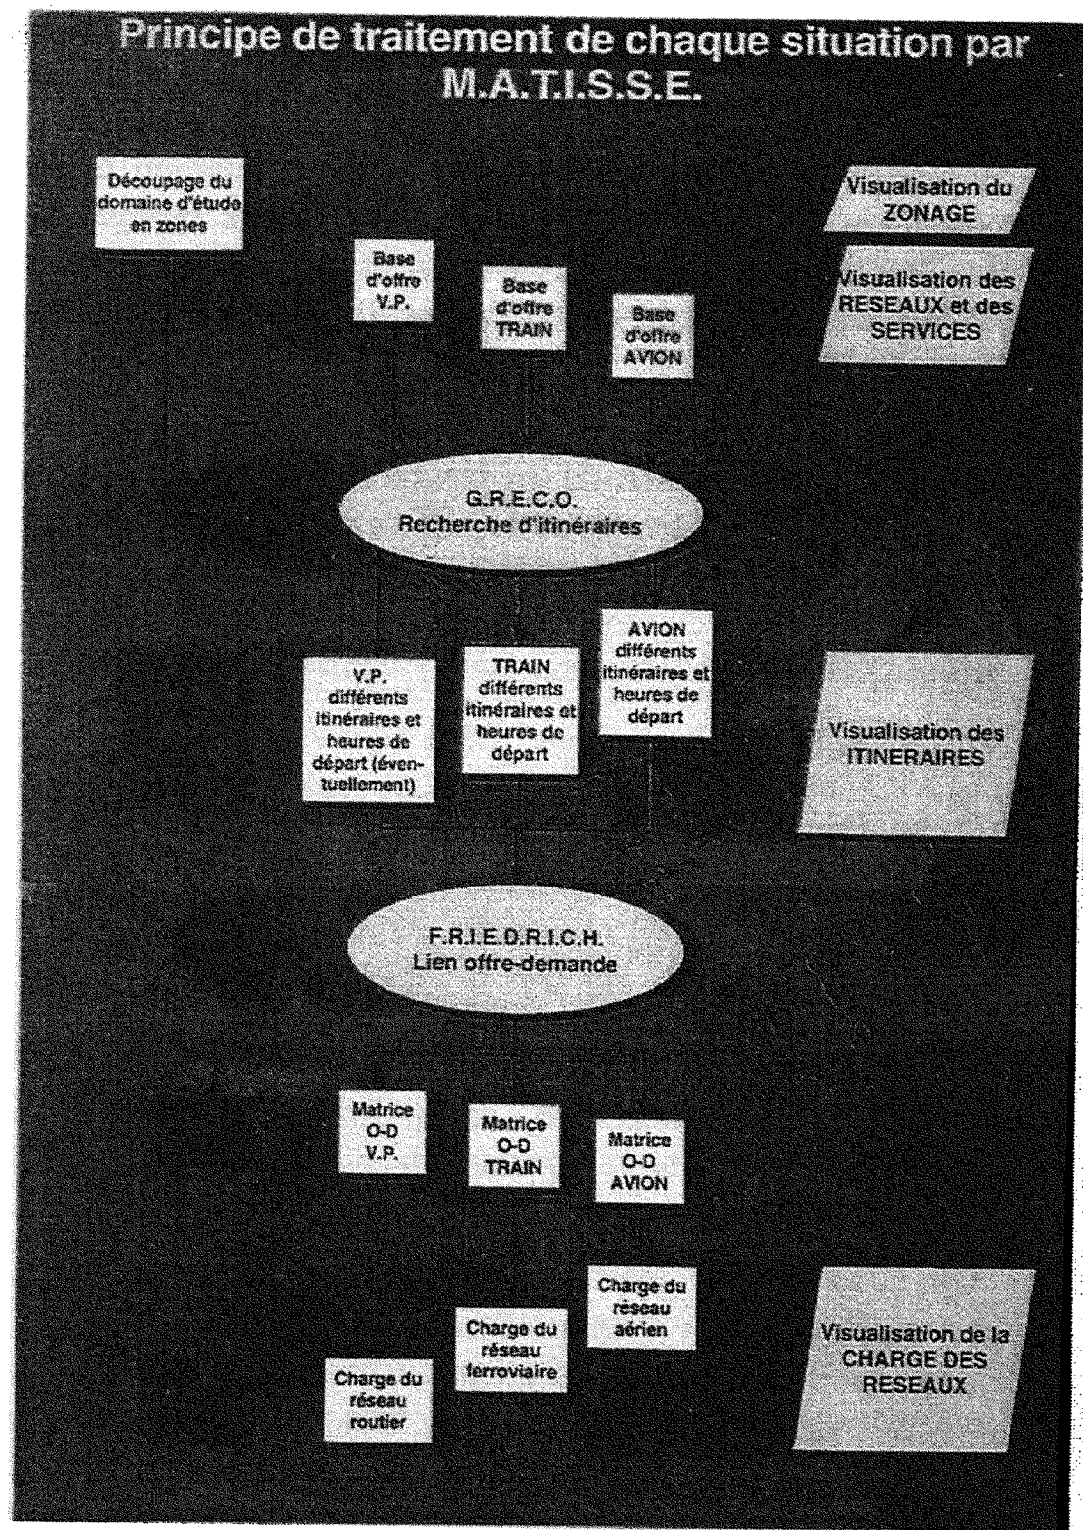 Principe de traitement de chaque situation par
M.A.T.I.S.S.E.
Découpage du
domaine d'étude
en zones
Visualisation du
ZONAGE
Base
d'offre
V.P.
Base
d'offre
TRAIN
Base
d'offre
AVION
Visualisation des
RESEAUX et des
SERVICES
G.R.E.C.O.
Recherche d'itinéraires
V.P.
différents
itinéraires et
heures de
départ (éven-
tuellement)
TRAIN
différents
itinéraires et
heures de
départ
AVION
différents
itinéraires et
heures de
départ
Visualisation des
ITINERAIRES
F.R.I.E.D.R.I.C.H.
Lien offre-demande
Matrice
O-D
V.P.
Matrice
O-D
TRAIN
Matrice
O-D
AVION
Charge du
réseau
routier
Charge du
réseau
ferroviaire
Charge du
réseau
aérien
Visualisation de la
CHARGE DES
RESEAUX